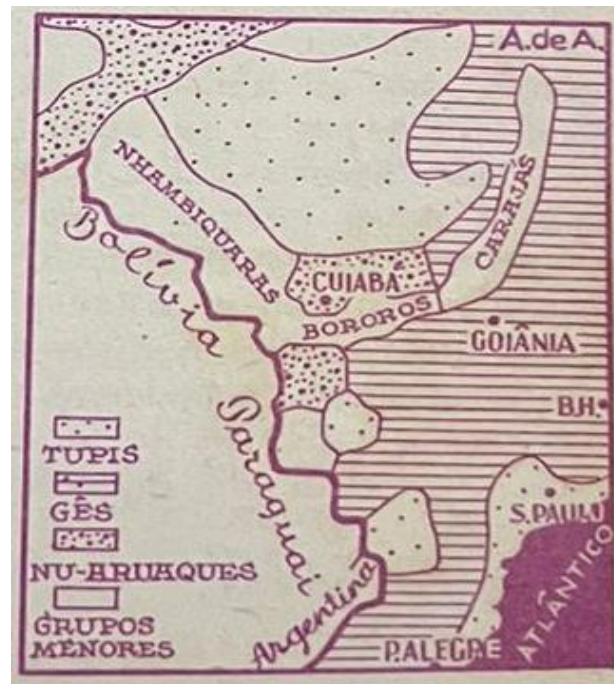 A. de A.
NHAMBIQUARAS
CARAJÁS
Bolívia
CUIABÁ
BOROROS
GOIÂNIA
B.H.
Paraguai
TUPIS
GÊS
S. PAULO
NU-ARUAQUES
ATLÂNTICO
Argentina
GRUPOS
MENORES
P. ALEGRE